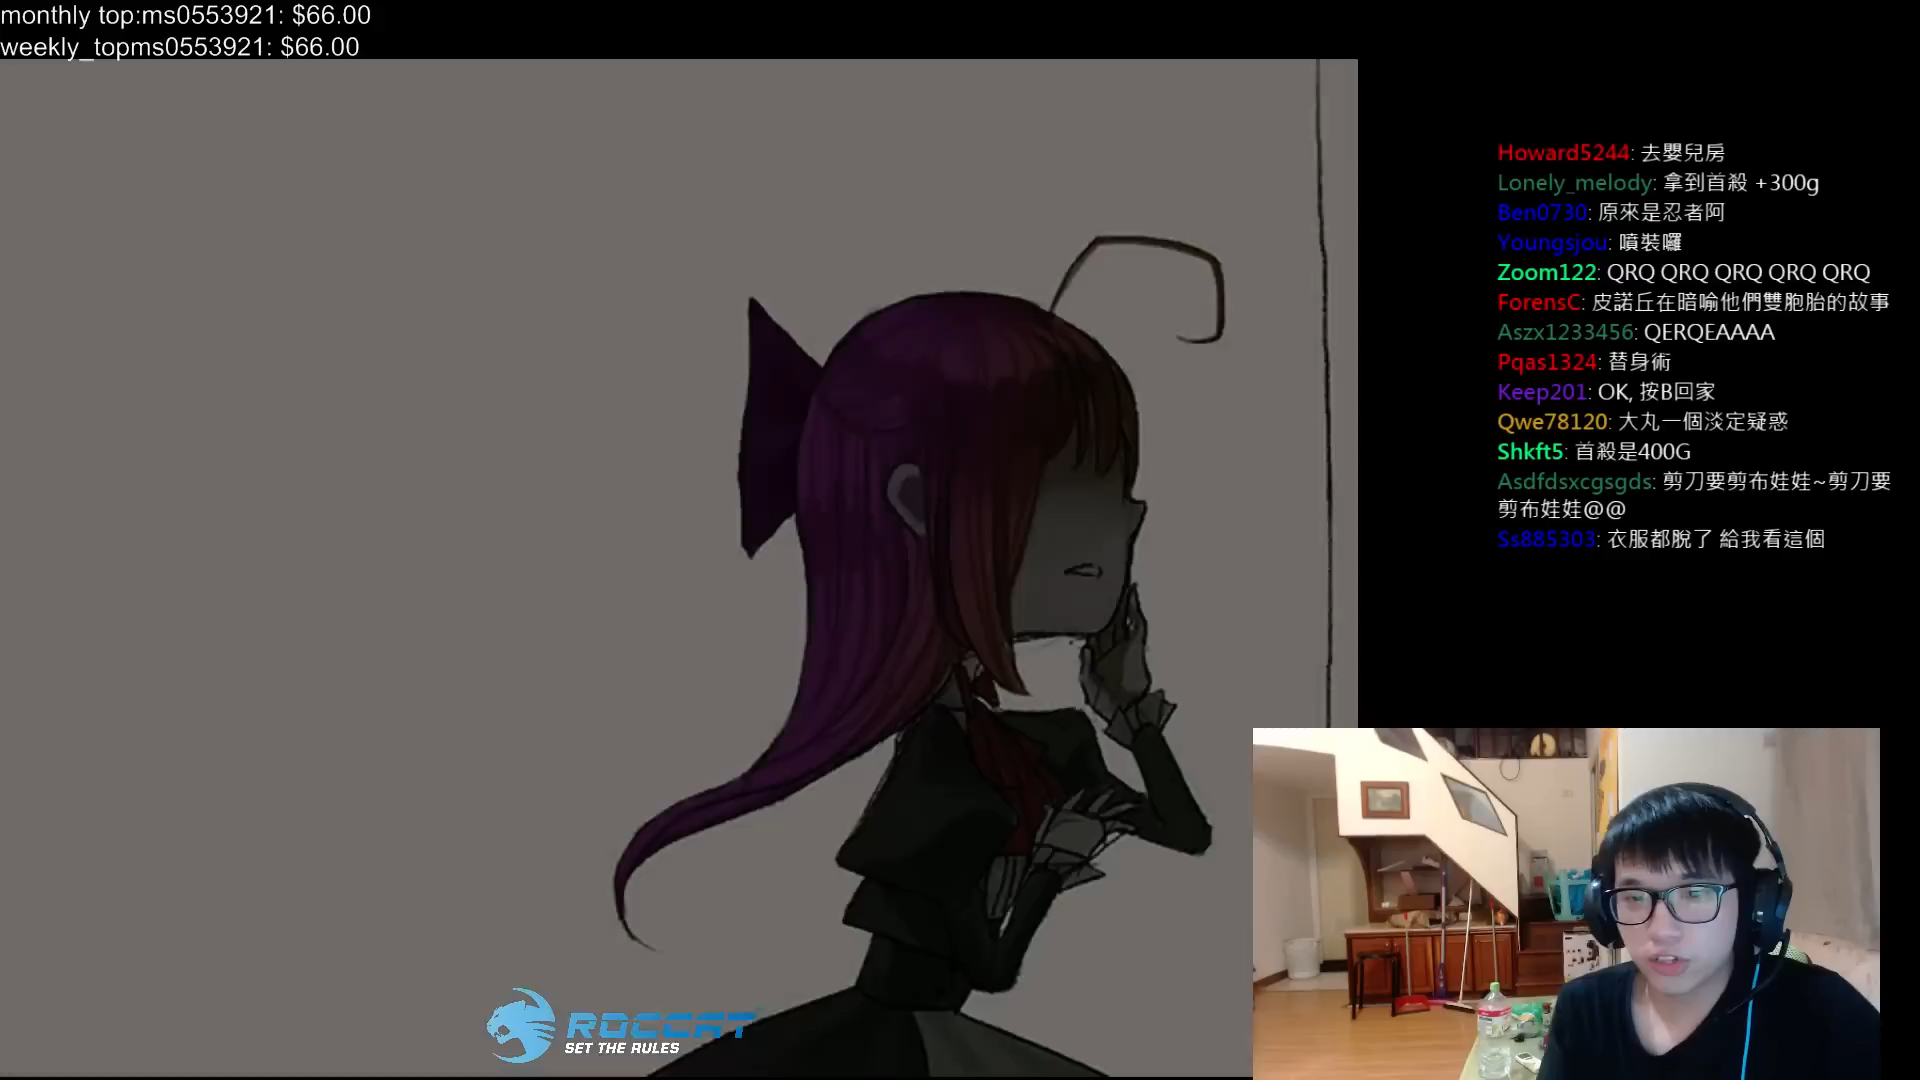 monthly top:ms0553921: $66.00
weekly_topms0553921: $66.00
Howard5244: 去嬰兒房
Lonely_melody: 拿到首殺 +300g
Ben0730: 原來是忍者阿
Youngsjou: 噴裝囉
Zoom122: QRQ QRQ QRQ QRQ QRQ
ForensC: 皮諾丘在暗喻他們雙胞胎的故事
Aszx1233456: QERQEAAAA
Pqas1324: 替身術
Keep201: OK, 按B回家
Qwe78120: 大丸一個淡定疑惑
Shkft5: 首殺是400G
Asdfdsxcgsgds: 剪刀要剪布娃娃~剪刀要
剪布娃娃@@
Ss885303: 衣服都脫了 給我看這個
ROCCAT
SET THE RULES